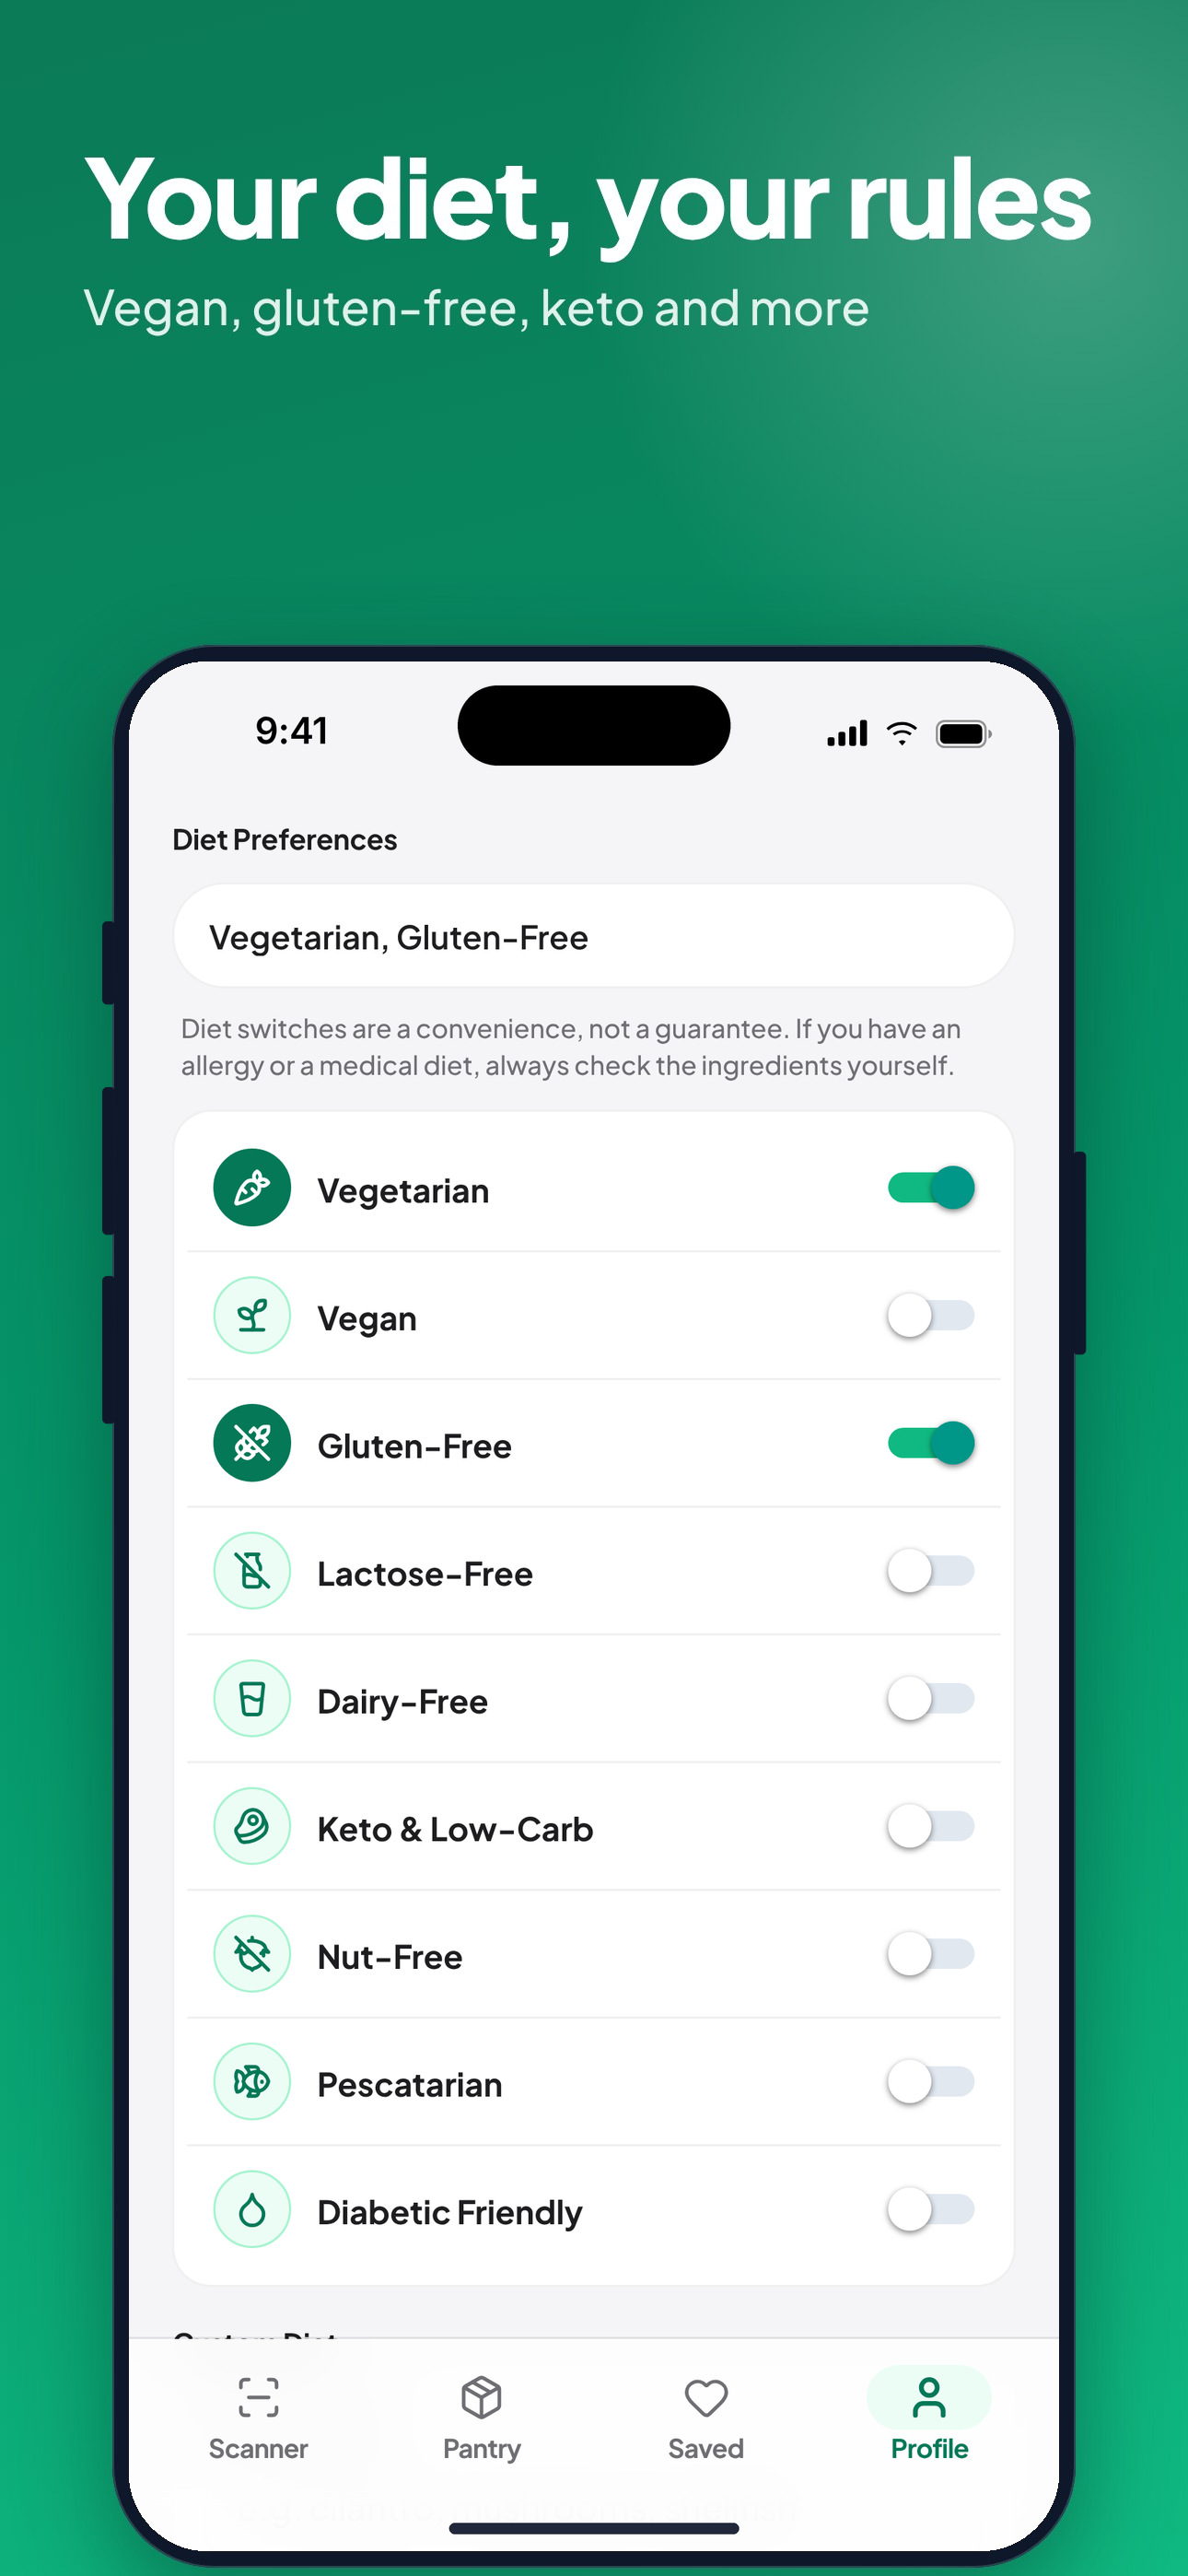 Your diet, your rules
Vegan, gluten-free, keto and more
9:41
Diet Preferences
Vegetarian, Gluten-Free
Diet switches are a convenience, not a guarantee. If you have an
allergy or a medical diet, always check the ingredients yourself.
Vegetarian
Vegan
Gluten-Free
Lactose-Free
Dairy-Free
Keto & Low-Carb
Nut-Free
Pescatarian
Diabetic Friendly
Custom Diet
Scanner
Pantry
Saved
Profile